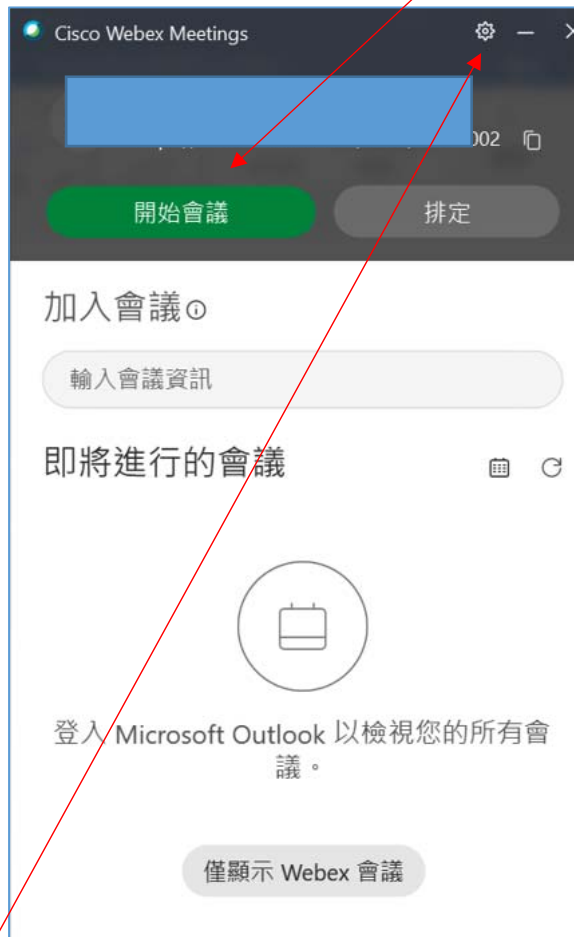 Cisco Webex Meetings
002
開始會議
排定
加入會議
輸入會議資訊
即將進行的會議
登入 Microsoft Outlook 以檢視您的所有會
議。
僅顯示 Webex 會議